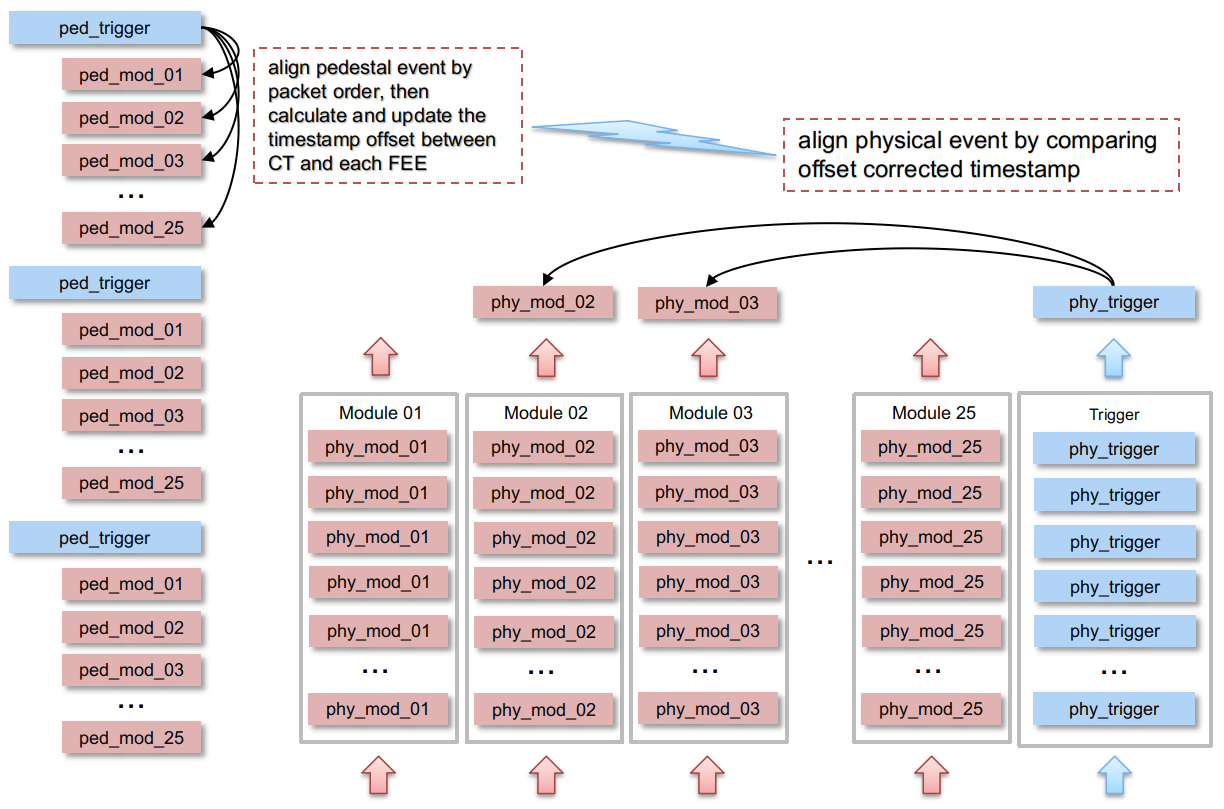 ped_trigger
ped_mod_01
ped_mod_02
ped_mod_03
...
ped_mod_25
ped_trigger
ped_mod_01
ped_mod_02
ped_mod_03
...
ped_mod_25
ped_trigger
ped_mod_01
ped_mod_02
ped_mod_03
...
ped_mod_25
align pedestal event by
packet order, then
calculate and update the
timestamp offset between
CT and each FEE
align physical event by comparing
offset corrected timestamp
phy_mod_02
phy_mod_03
phy_trigger
Module 01
phy_mod_01
phy_mod_01
phy_mod_01
phy_mod_01
phy_mod_01
...
phy_mod_01
Module 02
phy_mod_02
phy_mod_02
phy_mod_02
phy_mod_02
phy_mod_02
...
phy_mod_02
Module 03
phy_mod_03
phy_mod_03
phy_mod_03
phy_mod_03
phy_mod_03
...
phy_mod_03
...
Module 25
phy_mod_25
phy_mod_25
phy_mod_25
phy_mod_25
phy_mod_25
...
phy_mod_25
Trigger
phy_trigger
phy_trigger
phy_trigger
phy_trigger
phy_trigger
...
phy_trigger